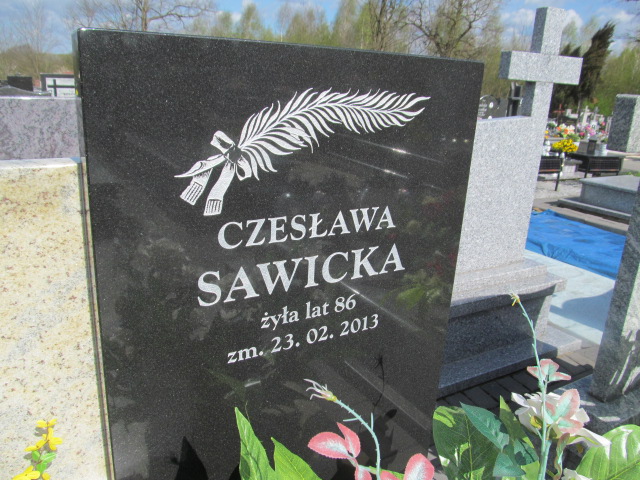 CZESŁAWA
SAWICKA
żyła lat 86
zm. 23. 02. 2013